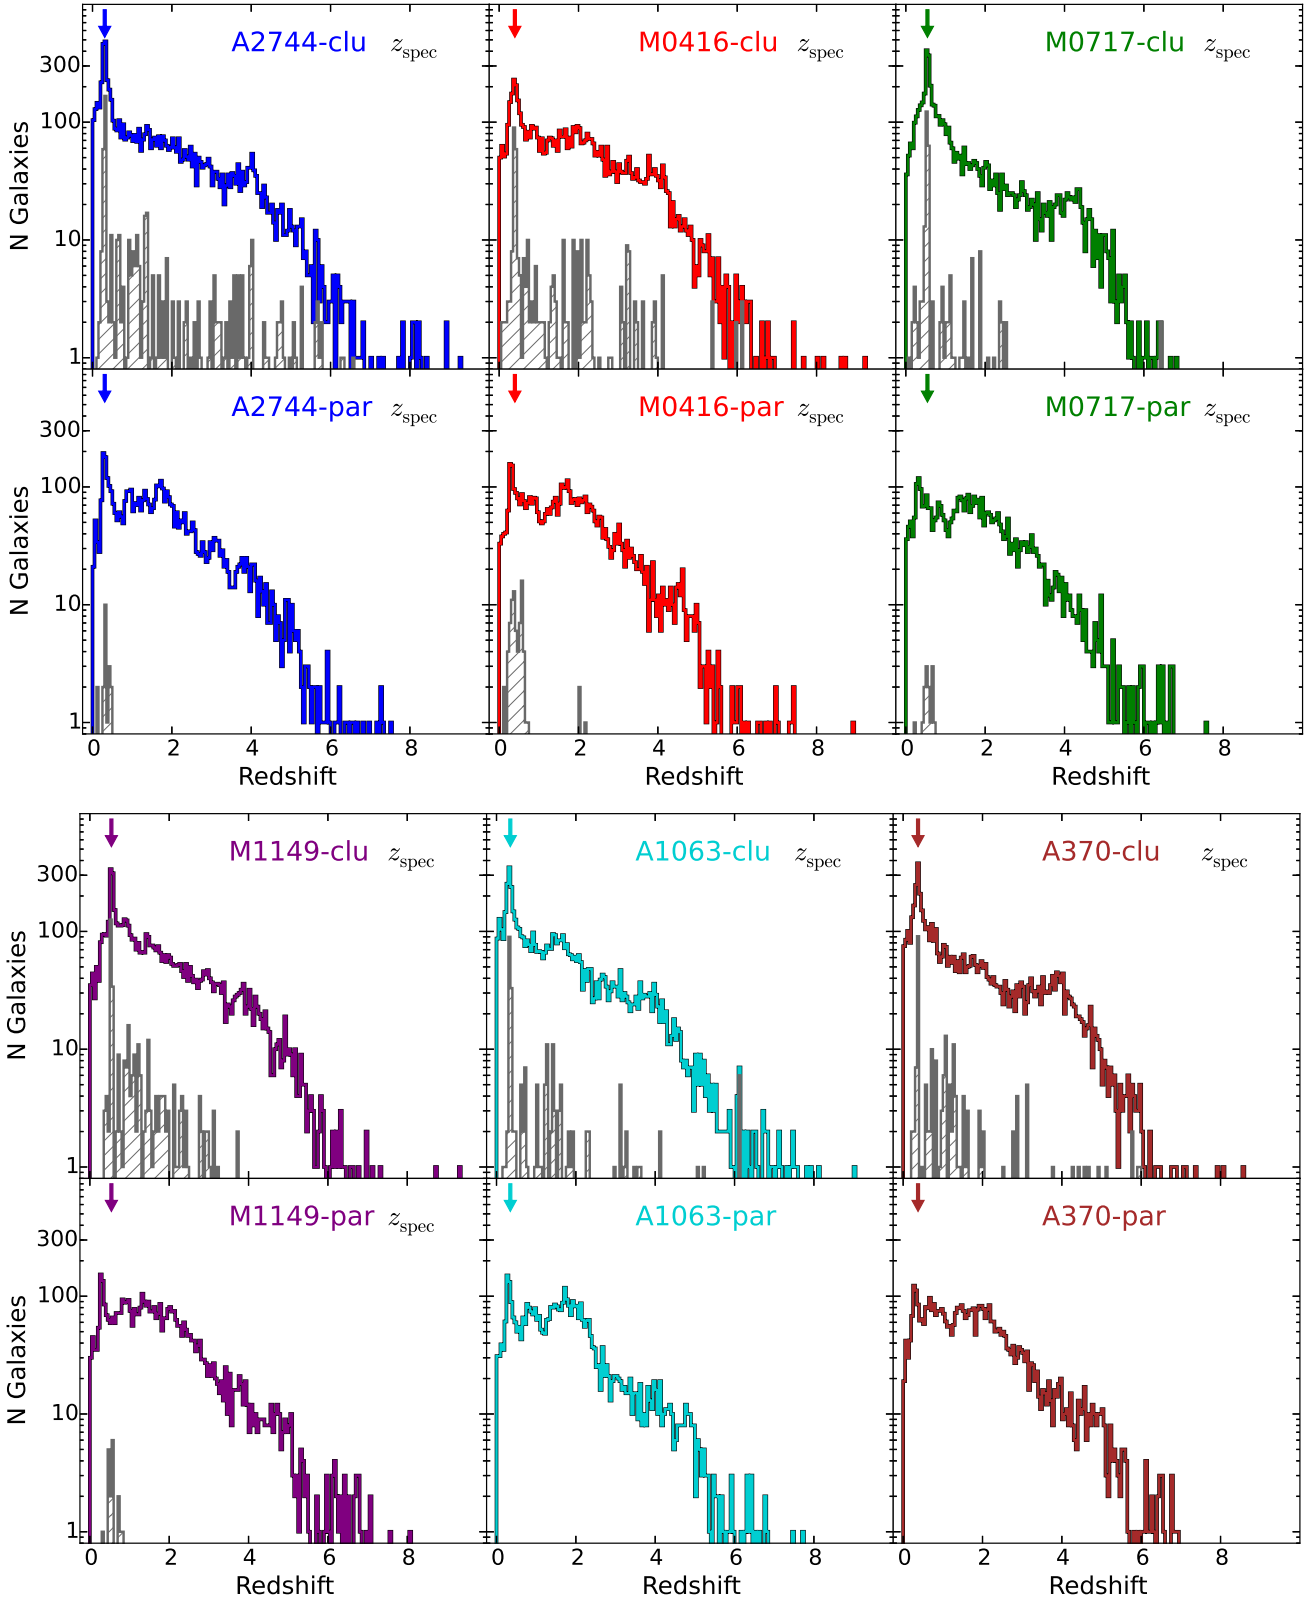 A2744-clu z_spec
M0416-clu z_spec
M0717-clu z_spec
300
100
10
1
N Galaxies
A2744-par z_spec
M0416-par z_spec
M0717-par z_spec
300
100
10
1
N Galaxies
0 2 4 6 8
0 2 4 6 8
0 2 4 6 8
Redshift
Redshift
Redshift
M1149-clu z_spec
A1063-clu z_spec
A370-clu z_spec
300
100
10
1
N Galaxies
M1149-par z_spec
A1063-par
A370-par
300
100
10
1
N Galaxies
0 2 4 6 8
0 2 4 6 8
0 2 4 6 8
Redshift
Redshift
Redshift